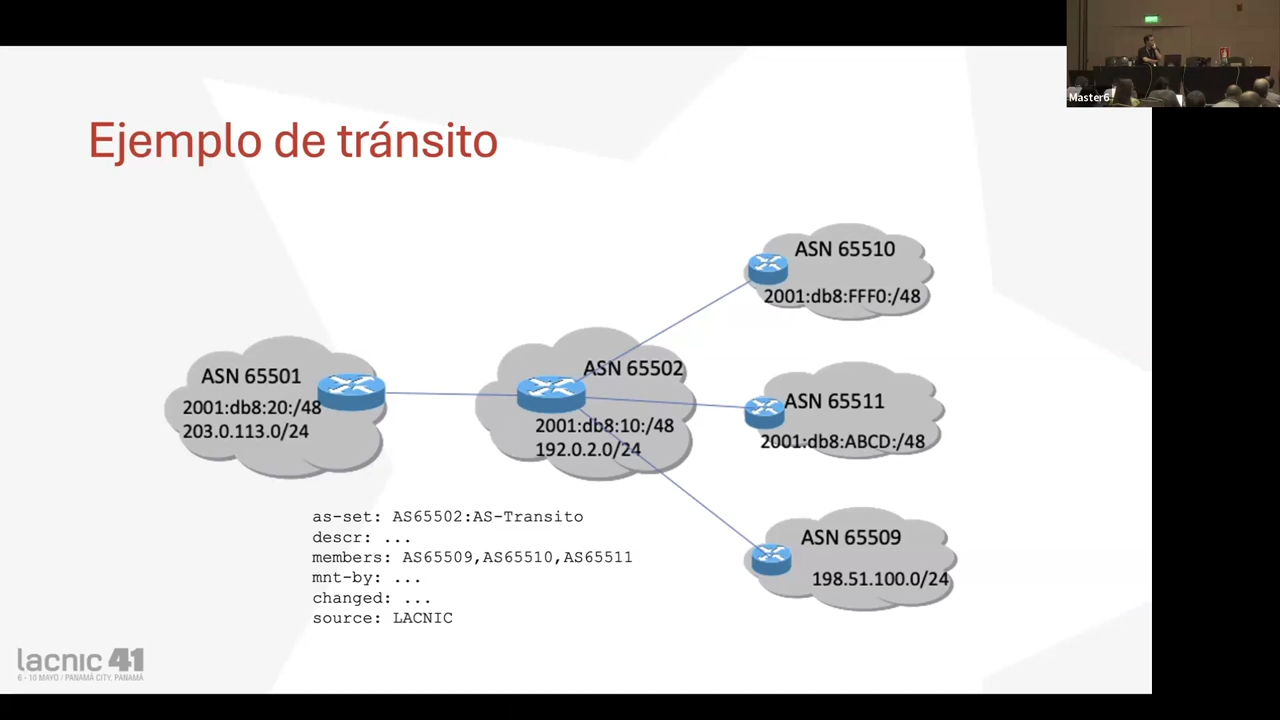 Master6
Ejemplo de tránsito
ASN 65510
2001:db8:FFF0:/48
ASN 65501
2001:db8:20:/48
203.0.113.0/24
ASN 65502
2001:db8:10:/48
192.0.2.0/24
ASN 65511
2001:db8:ABCD:/48
ASN 65509
198.51.100.0/24
as-set: AS65502:AS-Transito
descr: ...
members: AS65509,AS65510,AS65511
mnt-by: ...
changed: ...
source: LACNIC
lacnic 41
6 - 10 MAYO / PANAMÁ CITY, PANAMÁ